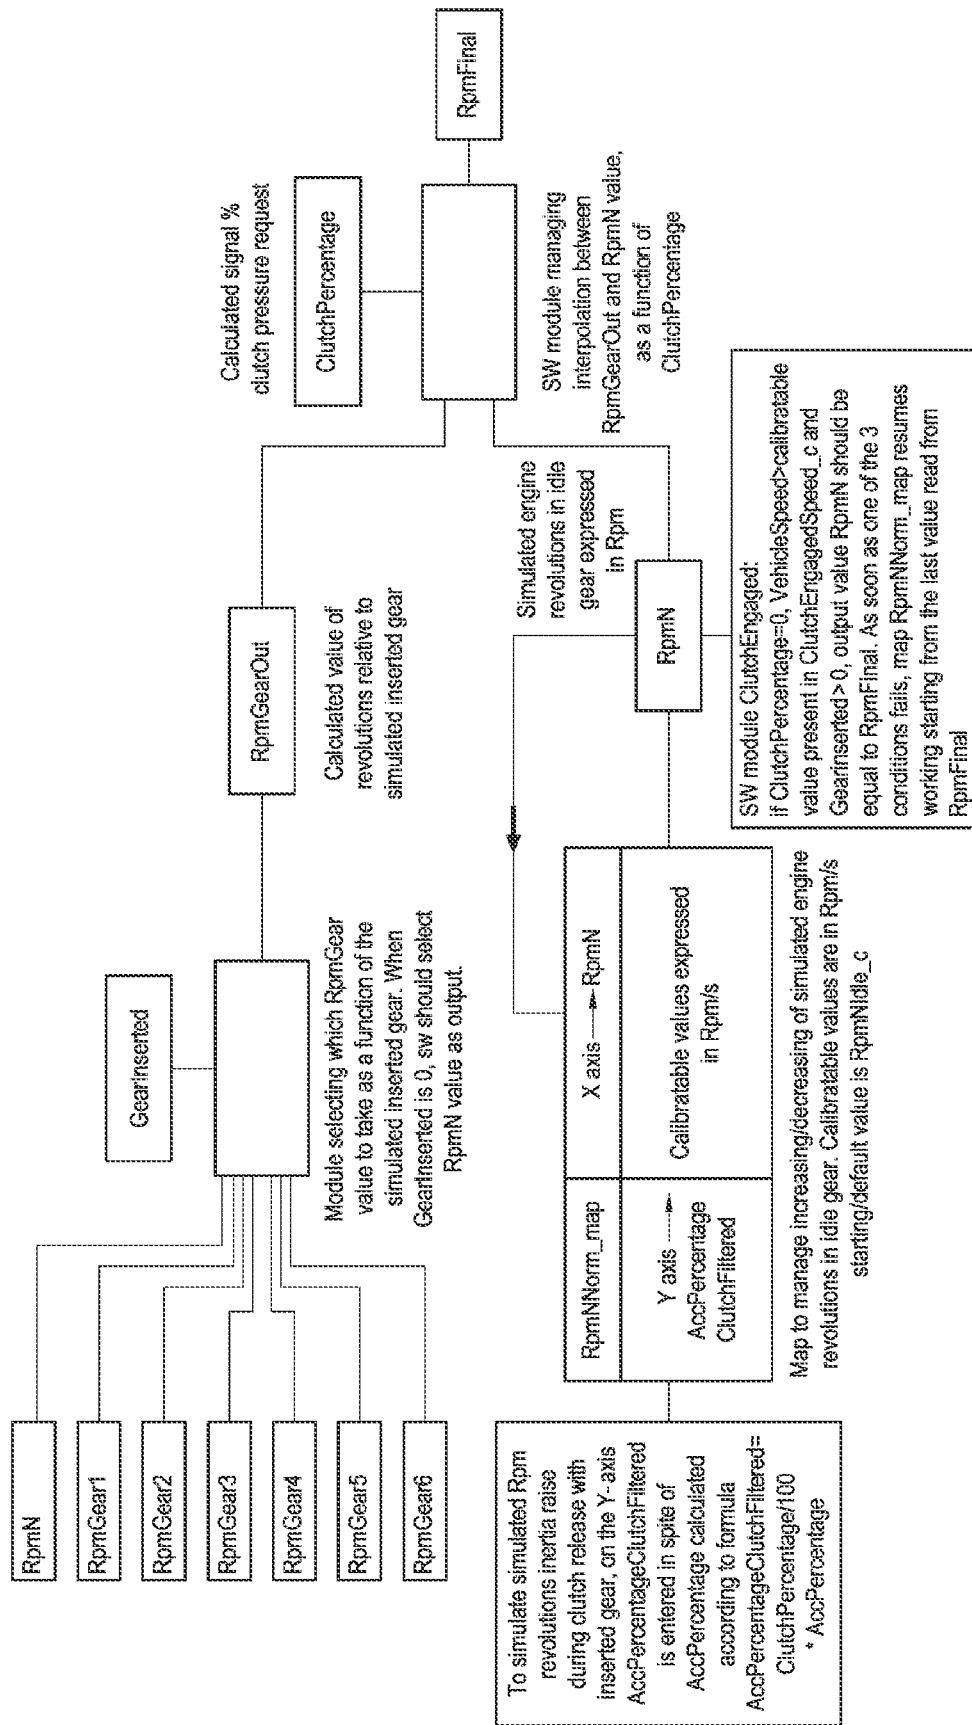 RpmN
RpmGear1
RpmGear2
RpmGear3
RpmGear4
RpmGear5
RpmGear6
GearInserted
Module selecting which RpmGear
value to take as a function of the
simulated inserted gear. When
GearInserted is 0, sw should select
RpmN value as output.
RpmGearOut
Calculated value of
revolutions relative to
simulated inserted gear
Calculated signal %
clutch pressure request
ClutchPercentage
RpmFinal
SW module managing
interpolation between
RpmGearOut and RpmN value,
as a function of
ClutchPercentage
To simulate simulated Rpm
revolutions inertia raise
during clutch release with
inserted gear, on the Y-axis
AccPercentageClutchFiltered
is entered in spite of
AccPercentage calculated
according to formula
AccPercentageClutchFiltered=
ClutchPercentage/100
* AccPercentage
RpmNNorm_map
X axis → RpmN
Y axis →
AccPercentage
ClutchFiltered
Calibratable values expressed
in Rpm/s
Map to manage increasing/decreasing of simulated engine
revolutions in idle gear. Calibratable values are in Rpm/s
starting/default value is RpmNIdle_c
Simulated engine
revolutions in idle
gear expressed
in Rpm
RpmN
SW module ClutchEngaged:
if ClutchPercentage=0, VehicleSpeed>calibratable
value present in ClutchEngagedSpeed_c and
GearInserted>0, output value RpmN should be
equal to RpmFinal. As soon as one of the 3
conditions fails, map RpmNNorm_map resumes
working starting from the last value read from
RpmFinal